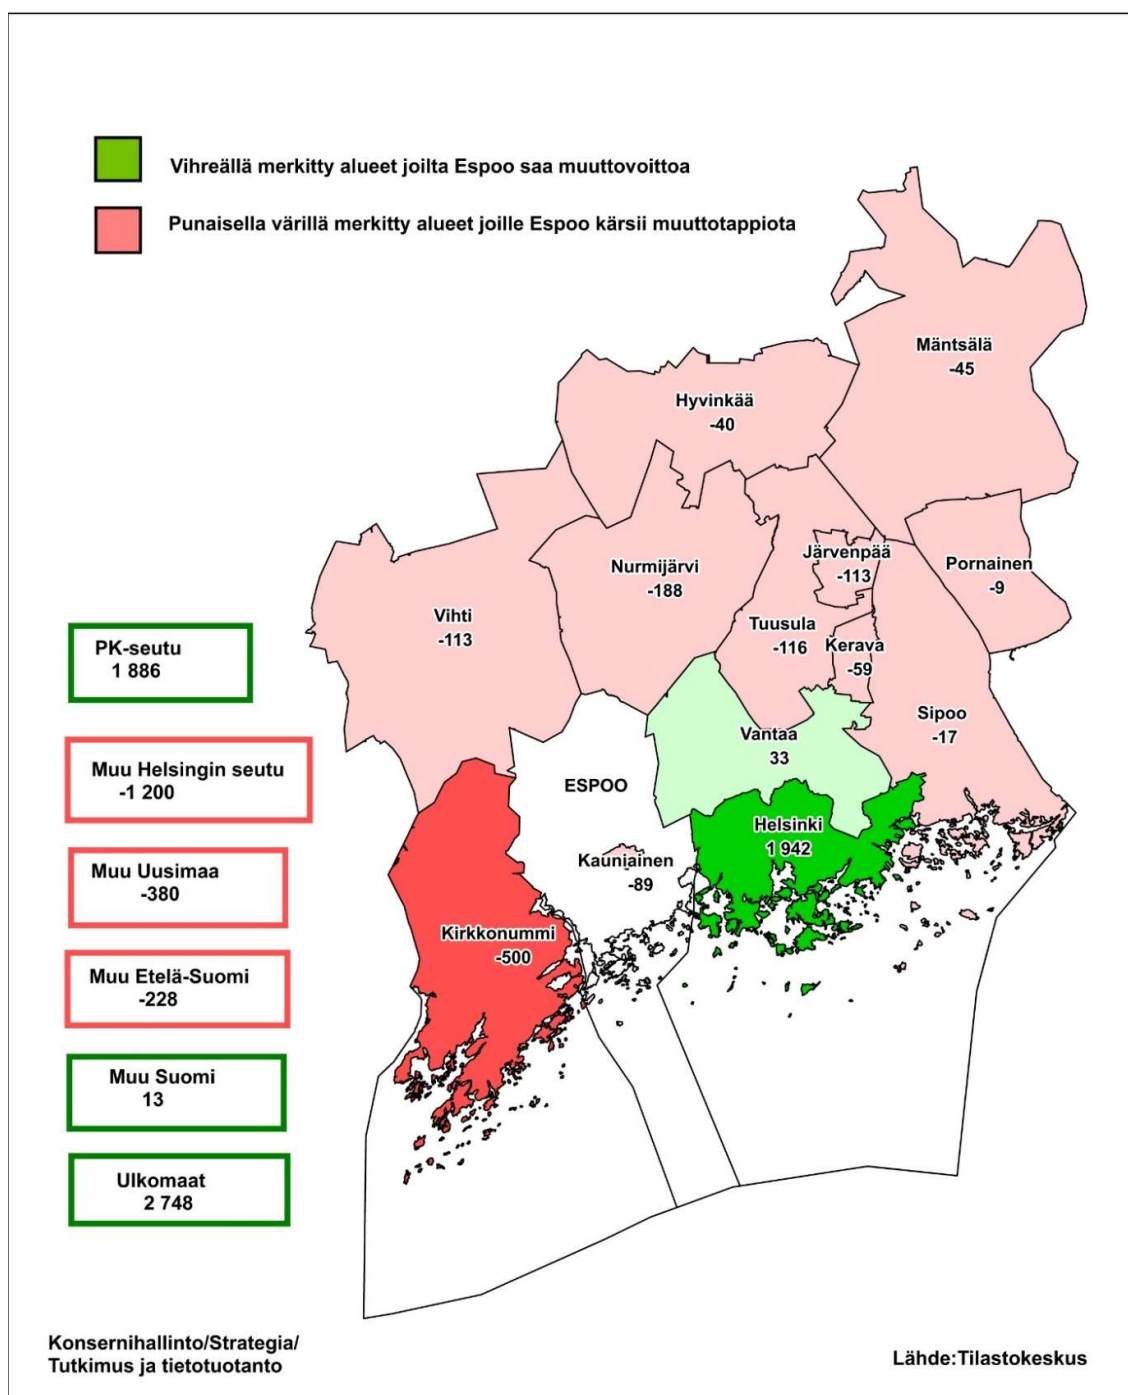 Vihreällä merkitty alueet joilta Espoo saa muuttovoittoa
Punaisella värillä merkitty alueet joille Espoo kärsii muuttotappiota
Mäntsälä
-45
Hyvinkää
-40
Järvenpää
-113
Pornainen
-9
Nurmijärvi
-188
Vihti
-113
Tuusula
-116
Kerava
-59
Sipoo
-17
Vantaa
33
ESPOO
Helsinki
1 942
Kauniainen
-89
Kirkkonummi
-500
PK-seutu
1 886
Muu Helsingin seutu
-1 200
Muu Uusimaa
-380
Muu Etelä-Suomi
-228
Muu Suomi
13
Ulkomaat
2 748
Konsernihallinto/Strategia/
Tutkimus ja tietotuotanto
Lähde:Tilastokeskus